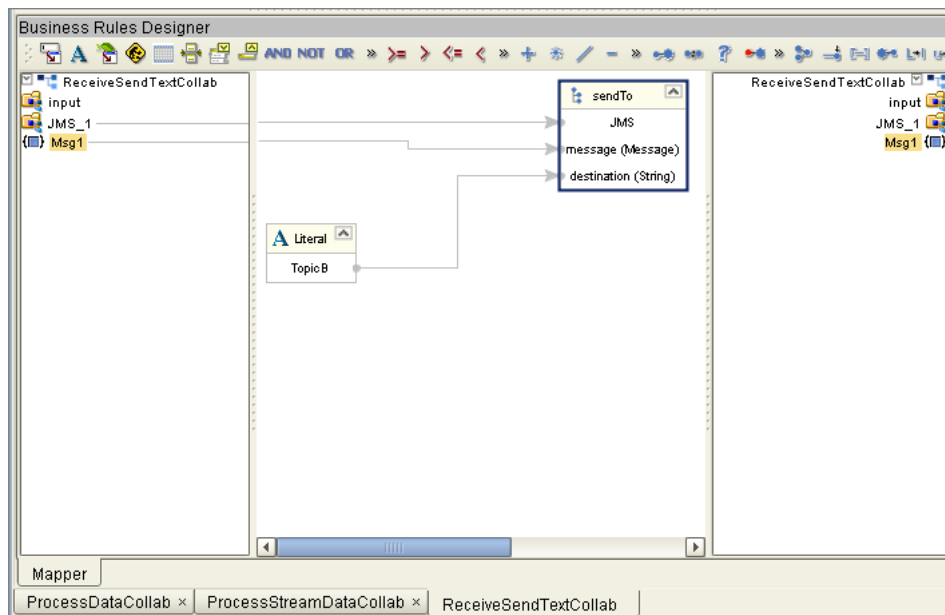 Business Rules Designer
A AND NOT OR » >= > <= < » + * / - » ? »
ReceiveSendTextCollab
input
JMS_1
{ } Msg1
sendTo
JMS
message (Message)
destination (String)
A Literal
TopicB
ReceiveSendTextCollab
input
JMS_1
Msg1 { }
Mapper
ProcessDataCollab × ProcessStreamDataCollab × ReceiveSendTextCollab